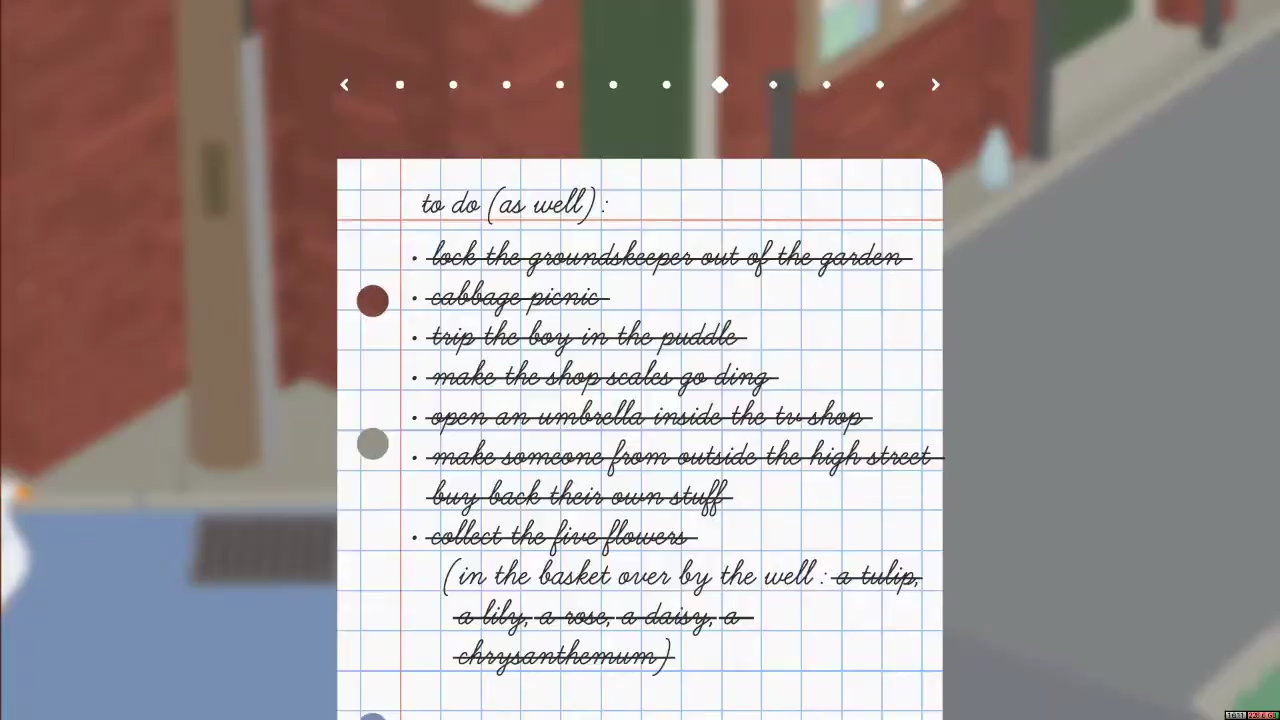 to do (as well):
• lock the groundskeeper out of the garden
• cabbage picnic
• trip the boy in the puddle
• make the shop scales go ding
• open an umbrella inside the tv shop
• make someone from outside the high street
buy back their own stuff
• collect the five flowers
(in the basket over by the well: a tulip,
a lily, a rose, a daisy, a
chrysanthemum)